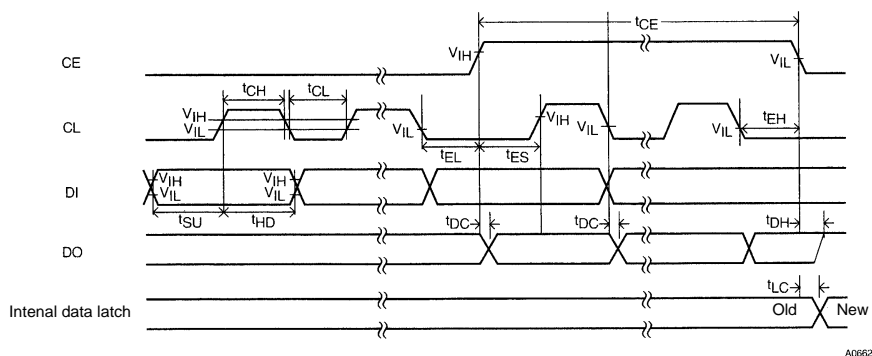 tCE
CE
VIH
VIL
tCH
tCL
CL
VIH
VIL
VIL
VIH
VIL
VIL
tEH
tEL
tES
DI
VIH
VIL
VIH
VIL
tSU
tHD
DO
tDC
tDC
tDH
tLC
Intenal data latch
Old
New
A0662